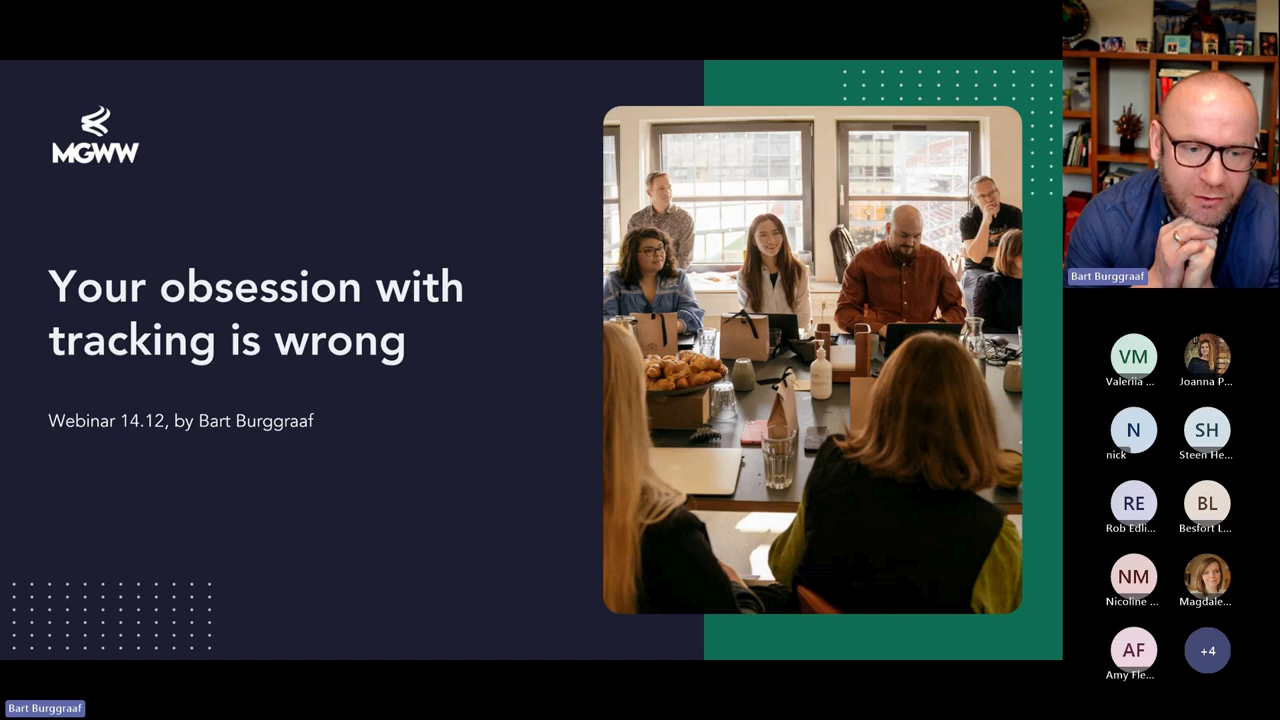 MGWW
Your obsession with
tracking is wrong
Webinar 14.12, by Bart Burggraaf
Bart Burggraaf
VM
Valeriia ...
Joanna P...
N
nick
SH
Steen He...
RE
Rob Edli...
BL
Besfort L...
NM
Nicoline ...
Magdale...
AF
Amy Fle...
+4
Bart Burggraaf